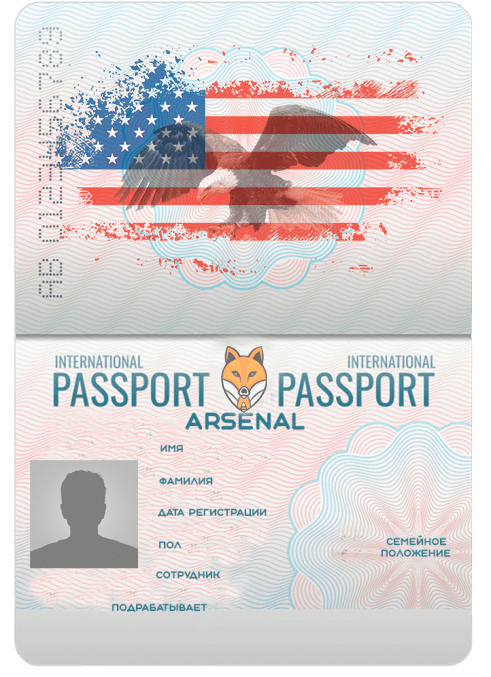 AB 0123456789
INTERNATIONAL INTERNATIONAL
PASSPORT PASSPORT
ARSENAL
ИМЯ
ФАМИЛИЯ
ДАТА РЕГИСТРАЦИИ
ПОЛ
СЕМЕЙНОЕ
ПОЛОЖЕНИЕ
СОТРУДНИК
ПОДРАБАТЫВАЕТ